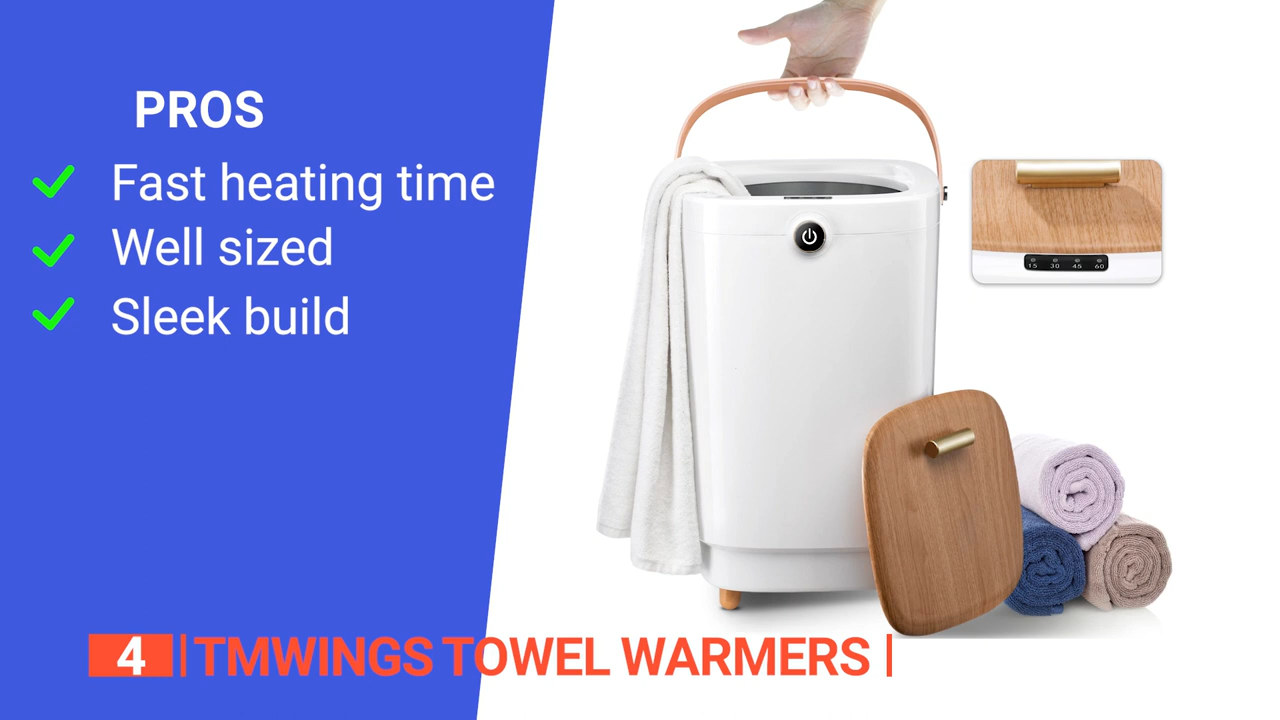 PROS
Fast heating time
Well sized
Sleek build
15 30 45 60
4 TMWINGS TOWEL WARMERS